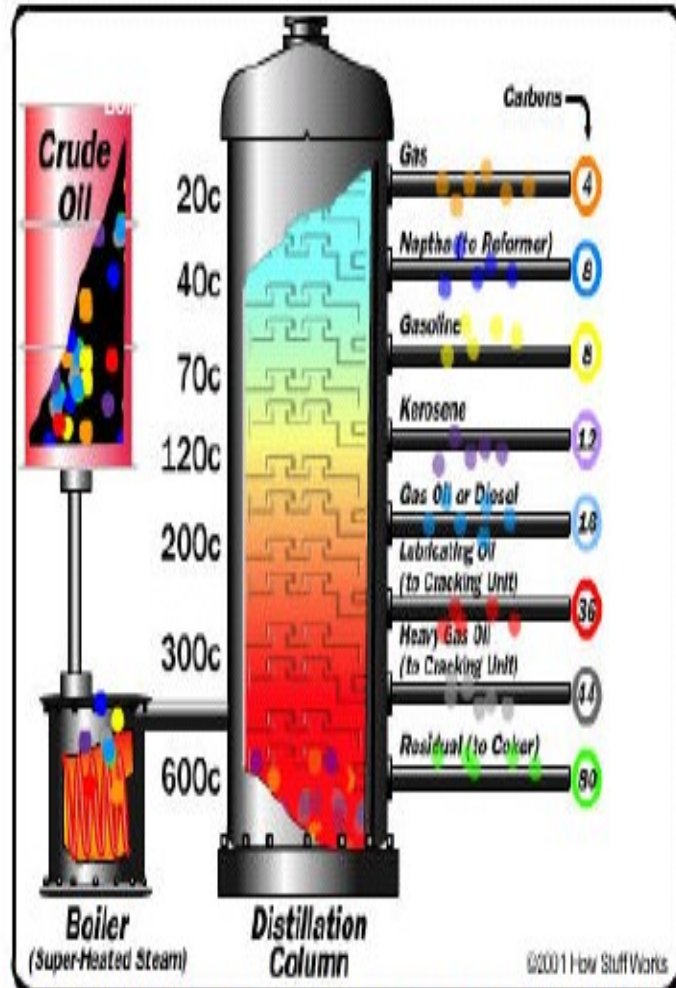 Crude
Oil
Carbons
20c
Gas
4
40c
Naptha (to Reformer)
8
70c
Gasoline
8
120c
Kerosene
12
200c
Gas Oil or Diesel
16
Lubricating Oil
(to Cracking Unit)
36
300c
Heavy Gas Oil
(to Cracking Unit)
44
600c
Residual (to Coker)
80
Boiler
(Super-Heated Steam)
Distillation
Column
©2001 How Stuff Works